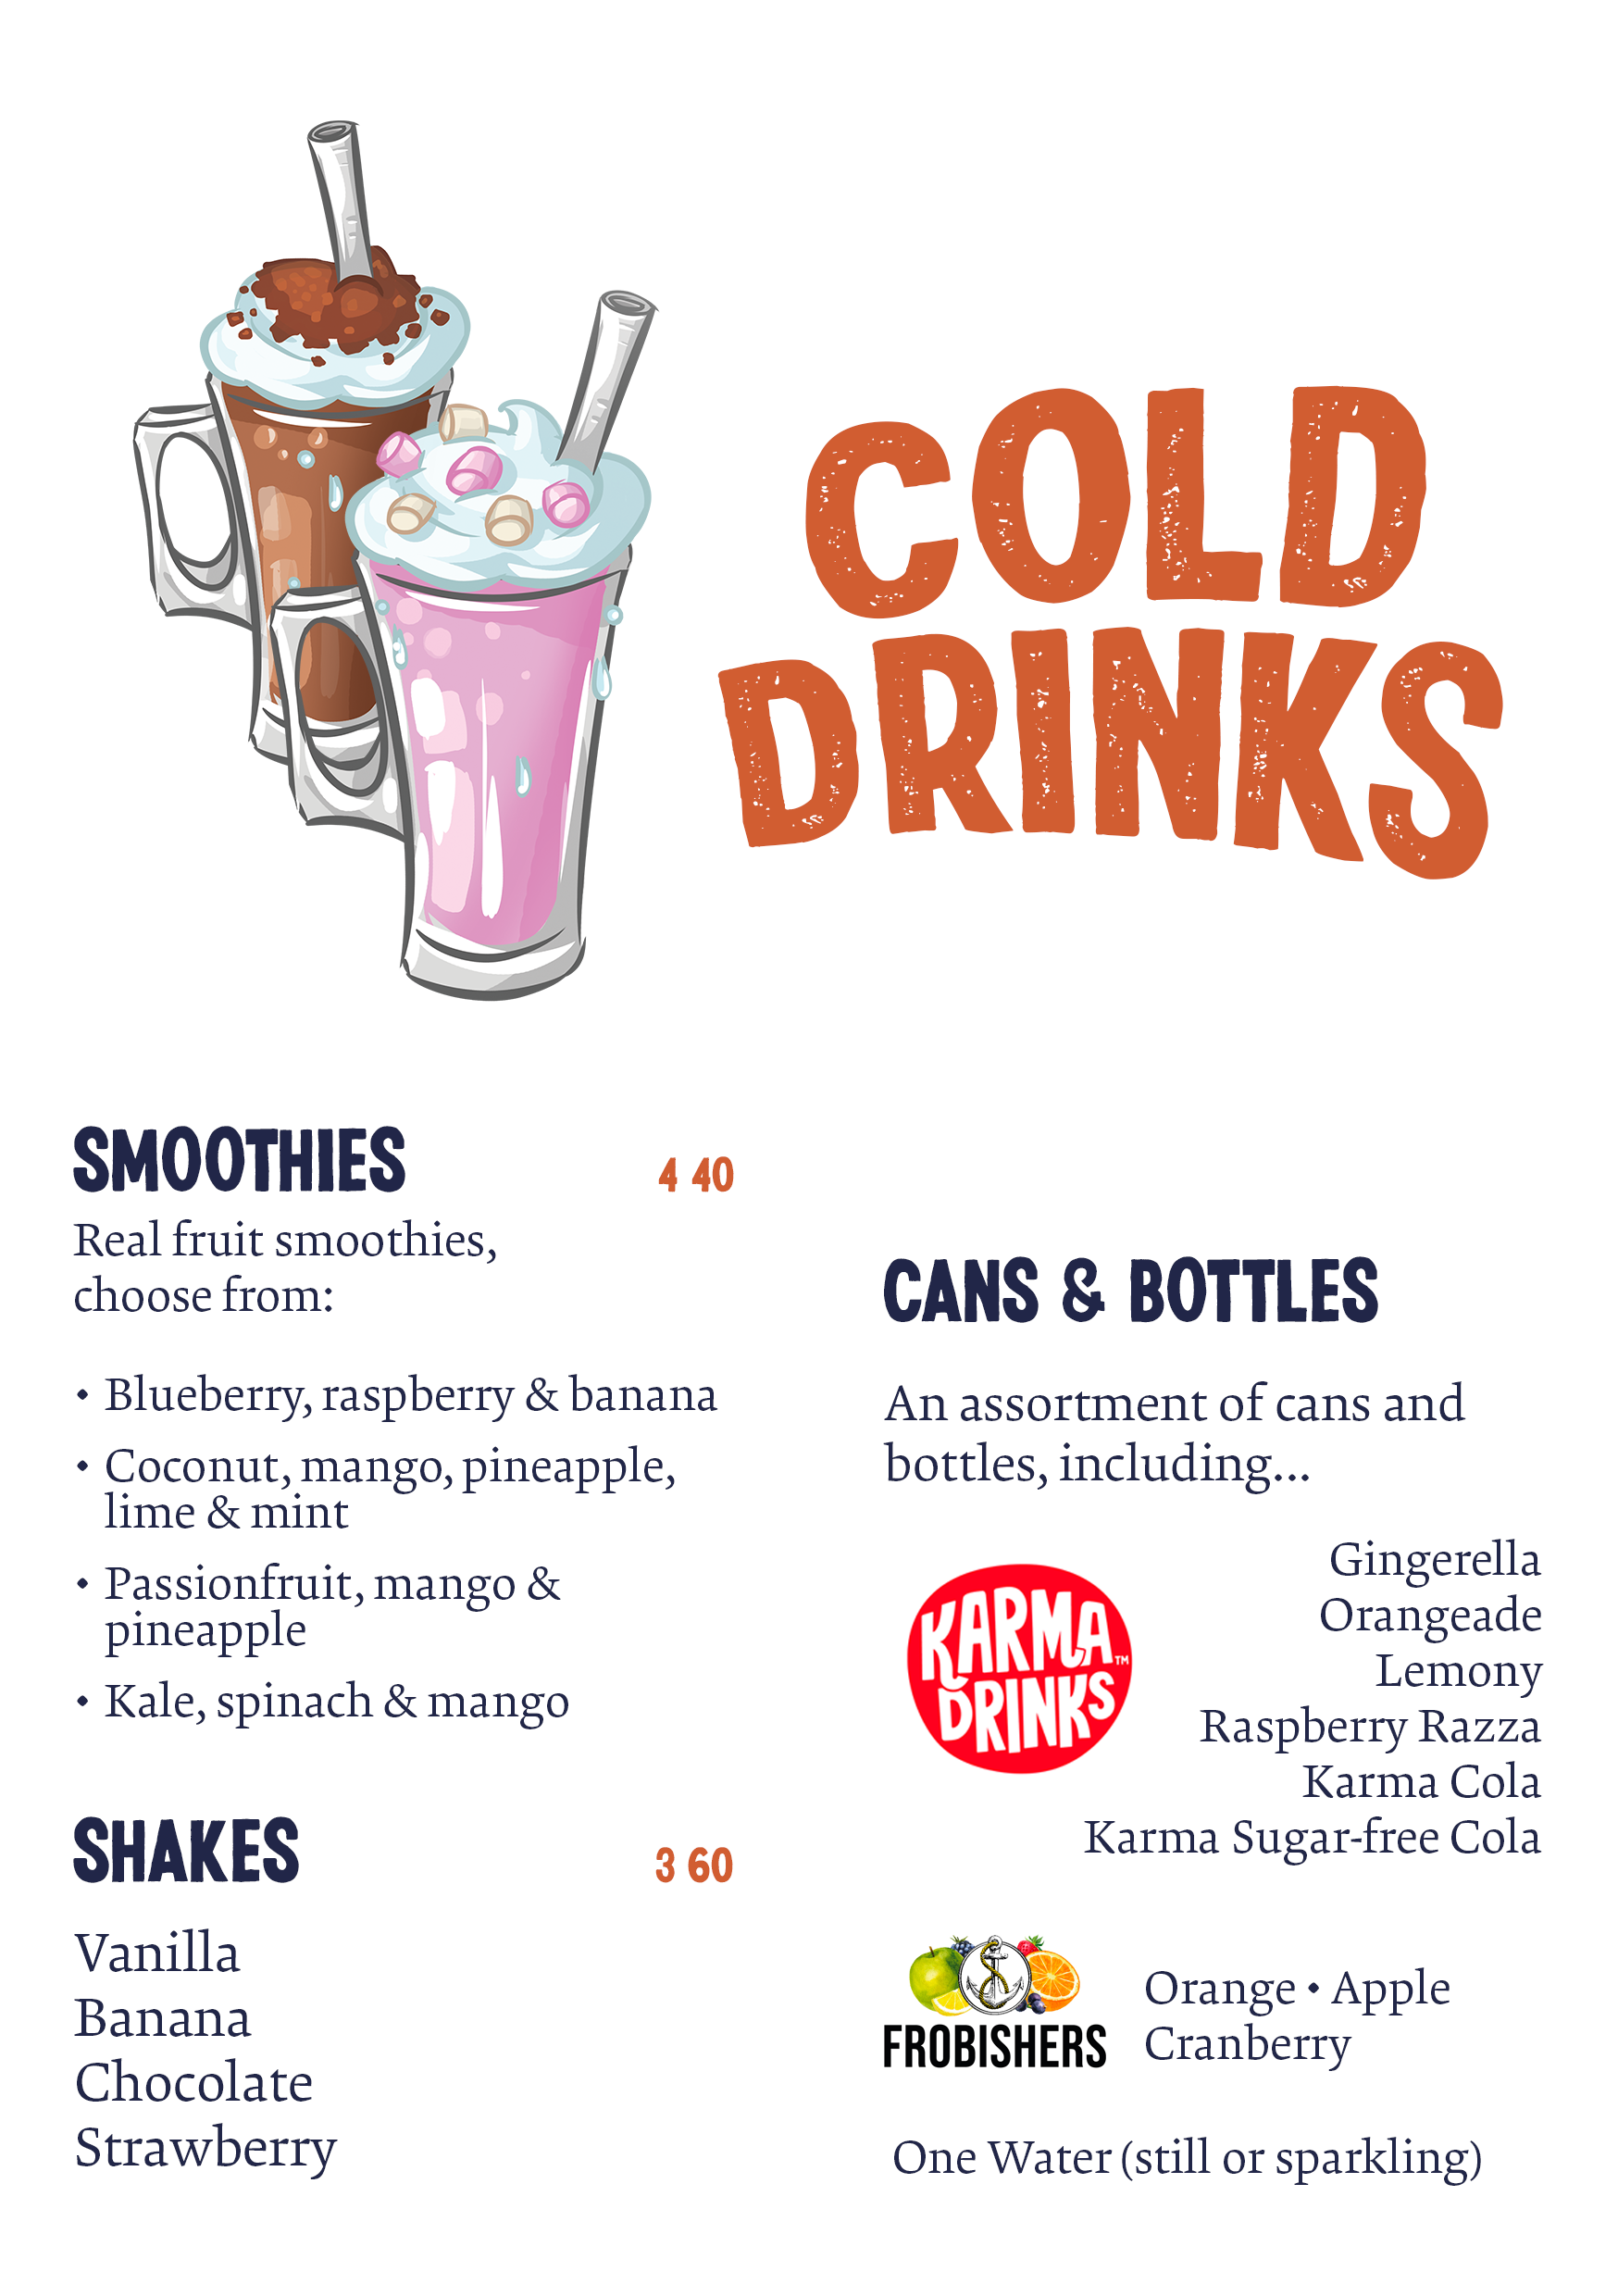 COLD
DRINKS
SMOOTHIES 4 40
Real fruit smoothies,
choose from:
• Blueberry, raspberry & banana
• Coconut, mango, pineapple,
lime & mint
• Passionfruit, mango &
pineapple
• Kale, spinach & mango
SHAKES 3 60
Vanilla
Banana
Chocolate
Strawberry
CANS & BOTTLES
An assortment of cans and
bottles, including...
KARMA
DRINKS
TM
Gingerella
Orangeade
Lemony
Raspberry Razza
Karma Cola
Karma Sugar-free Cola
FROBISHERS
Orange • Apple
Cranberry
One Water (still or sparkling)